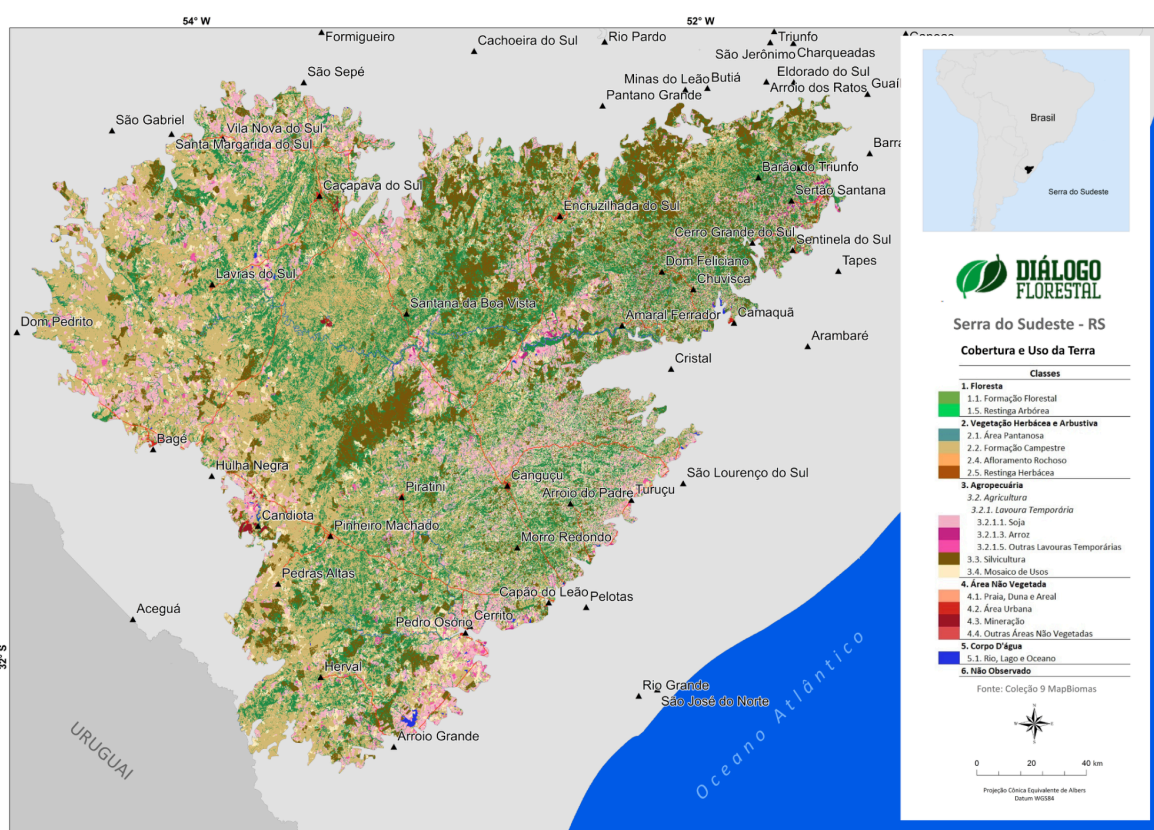 54° W
52° W
Formigueiro
Cachoeira do Sul
Rio Pardo
Triunfo
São Jerônimo
Charqueadas
São Sepé
Minas do Leão
Butiá
Eldorado do Sul
Arroio dos Ratos
Pantano Grande
São Gabriel
Vila Nova do Sul
Santa Margarida do Sul
Barão do Triunfo
Caçapava do Sul
Sertão Santana
Encruzilhada do Sul
Cerro Grande do Sul
Sentinela do Sul
Lavras do Sul
Dom Feliciano
Tapes
Chuvisca
Santana da Boa Vista
Dom Pedrito
Amaral Ferrador
Camaquã
Arambaré
Cristal
Bagé
Hulha Negra
Canguçu
São Lourenço do Sul
Piratini
Arroio do Padre
Turuçu
Candiota
Pinheiro Machado
Morro Redondo
Pedras Altas
Capão do Leão
Pelotas
Aceguá
Pedro Osório
Cerrito
32° S
Herval
Rio Grande
São José do Norte
Arroio Grande
URUGUAI
Oceano Atlântico
Brasil
Serra do Sudeste
DIÁLOGO
FLORESTAL
Serra do Sudeste - RS
Cobertura e Uso da Terra
Classes
1. Floresta
1.1. Formação Florestal
1.5. Restinga Arbórea
2. Vegetação Herbácea e Arbustiva
2.1. Área Pantanosa
2.2. Formação Campestre
2.4. Afloramento Rochoso
2.5. Restinga Herbácea
3. Agropecuária
3.2. Agricultura
3.2.1. Lavoura Temporária
3.2.1.1. Soja
3.2.1.3. Arroz
3.2.1.5. Outras Lavouras Temporárias
3.3. Silvicultura
3.4. Mosaico de Usos
4. Área Não Vegetada
4.1. Praia, Duna e Areal
4.2. Área Urbana
4.3. Mineração
4.4. Outras Áreas Não Vegetadas
5. Corpo D'água
5.1. Rio, Lago e Oceano
6. Não Observado
Fonte: Coleção 9 MapBiomas
0 20 40 km
Projeção Cônica Equivalente de Albers
Datum WGS84